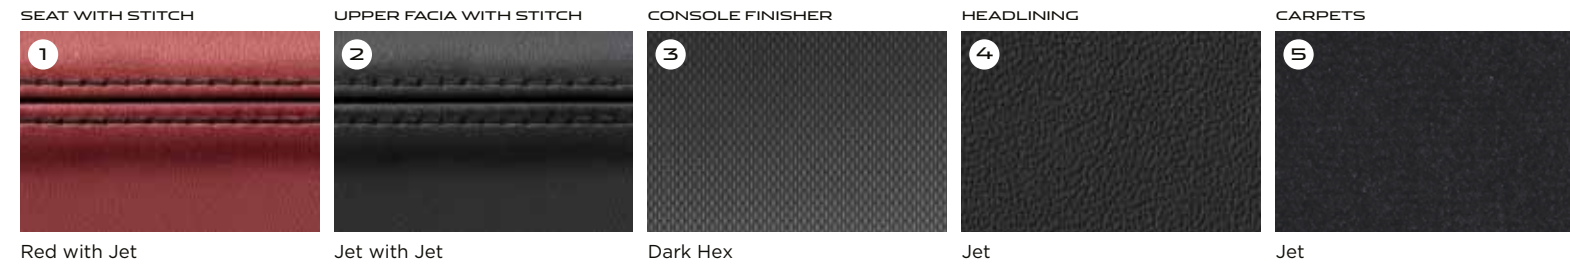 SEAT WITH STITCH
UPPER FACIA WITH STITCH
CONSOLE FINISHER
HEADLINING
CARPETS
1
2
3
4
5
Red with Jet
Jet with Jet
Dark Hex
Jet
Jet